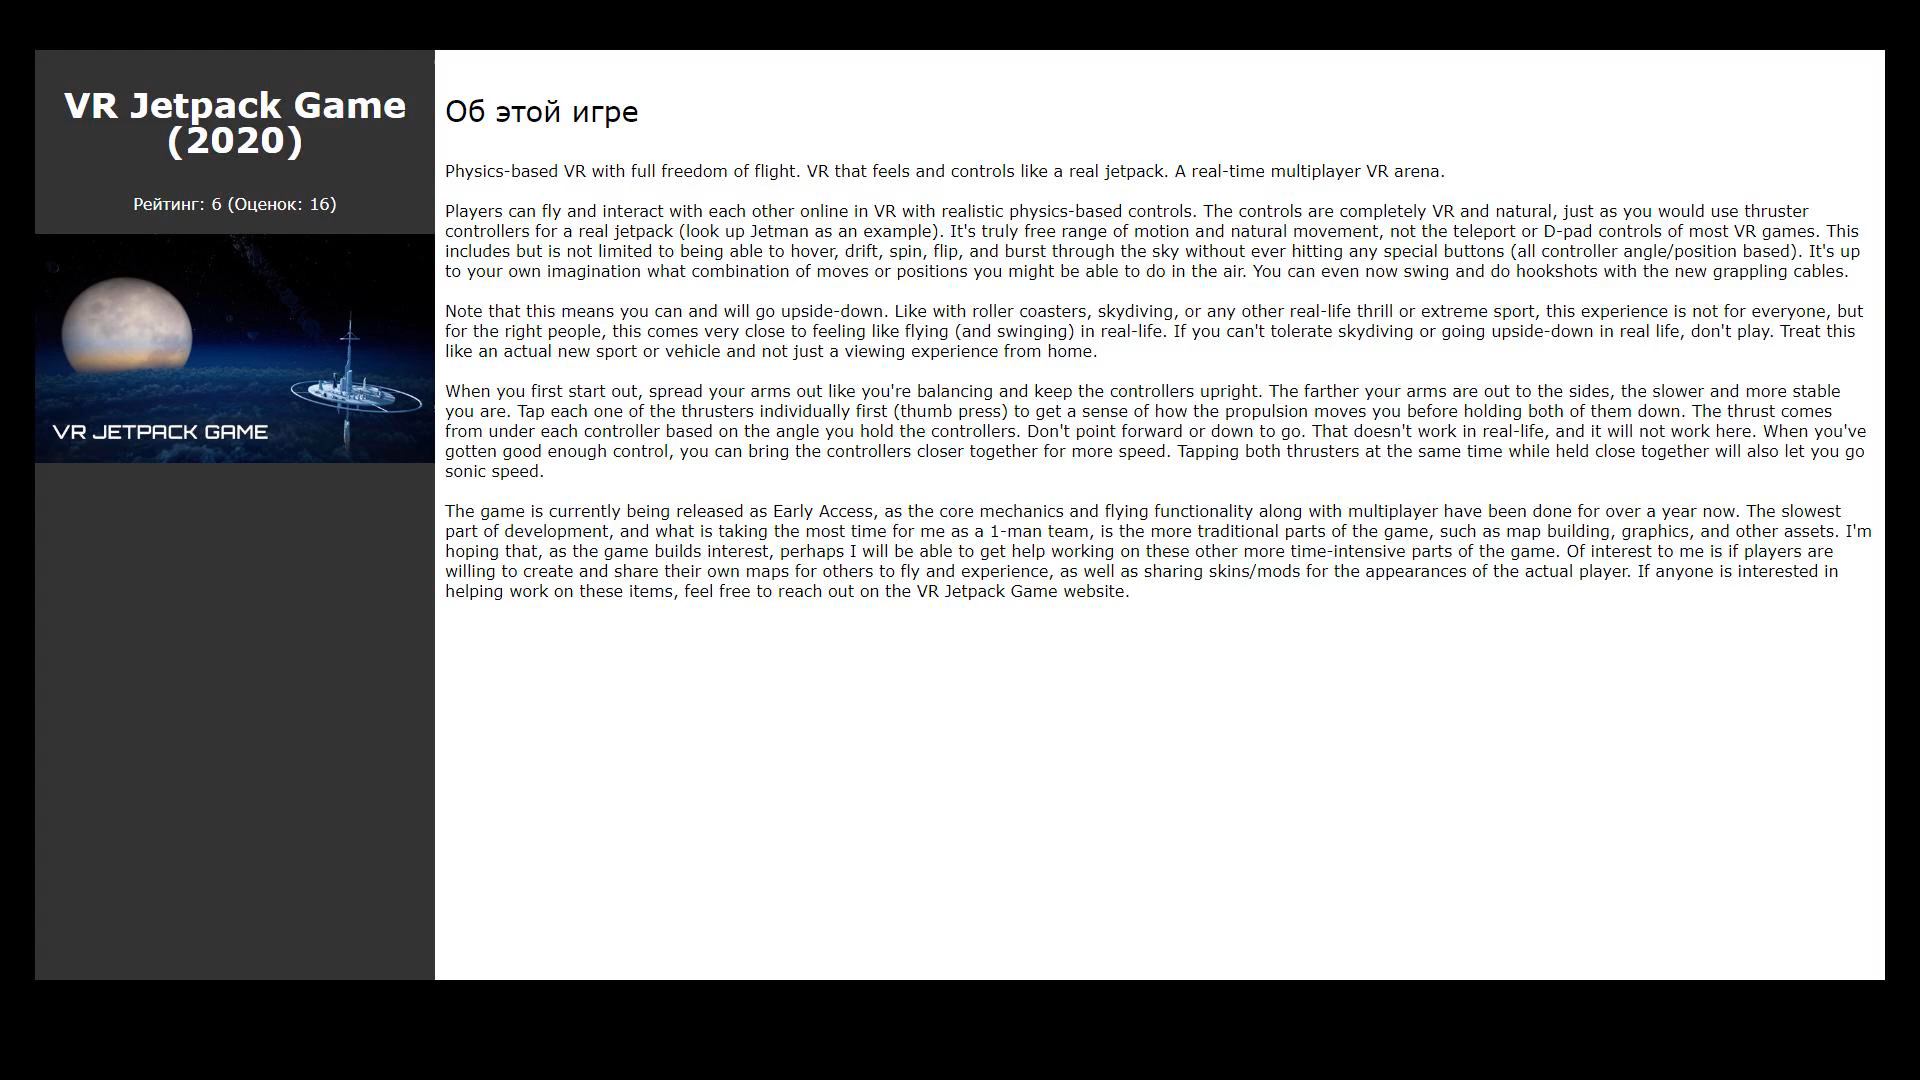 VR Jetpack Game
(2020)
Рейтинг: 6 (Оценок: 16)
VR JETPACK GAME
Об этой игре
Physics-based VR with full freedom of flight. VR that feels and controls like a real jetpack. A real-time multiplayer VR arena.
Players can fly and interact with each other online in VR with realistic physics-based controls. The controls are completely VR and natural, just as you would use thruster
controllers for a real jetpack (look up Jetman as an example). It's truly free range of motion and natural movement, not the teleport or D-pad controls of most VR games. This
includes but is not limited to being able to hover, drift, spin, flip, and burst through the sky without ever hitting any special buttons (all controller angle/position based). It's up
to your own imagination what combination of moves or positions you might be able to do in the air. You can even now swing and do hookshots with the new grappling cables.
Note that this means you can and will go upside-down. Like with roller coasters, skydiving, or any other real-life thrill or extreme sport, this experience is not for everyone, but
for the right people, this comes very close to feeling like flying (and swinging) in real-life. If you can't tolerate skydiving or going upside-down in real life, don't play. Treat this
like an actual new sport or vehicle and not just a viewing experience from home.
When you first start out, spread your arms out like you're balancing and keep the controllers upright. The farther your arms are out to the sides, the slower and more stable
you are. Tap each one of the thrusters individually first (thumb press) to get a sense of how the propulsion moves you before holding both of them down. The thrust comes
from under each controller based on the angle you hold the controllers. Don't point forward or down to go. That doesn't work in real-life, and it will not work here. When you've
gotten good enough control, you can bring the controllers closer together for more speed. Tapping both thrusters at the same time while held close together will also let you go
sonic speed.
The game is currently being released as Early Access, as the core mechanics and flying functionality along with multiplayer have been done for over a year now. The slowest
part of development, and what is taking the most time for me as a 1-man team, is the more traditional parts of the game, such as map building, graphics, and other assets. I'm
hoping that, as the game builds interest, perhaps I will be able to get help working on these other more time-intensive parts of the game. Of interest to me is if players are
willing to create and share their own maps for others to fly and experience, as well as sharing skins/mods for the appearances of the actual player. If anyone is interested in
helping work on these items, feel free to reach out on the VR Jetpack Game website.